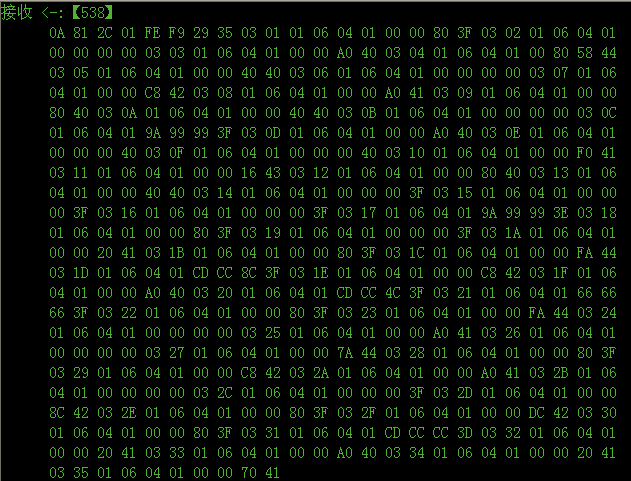 接收 <-:【538】
0A 81 2C 01 FE F9 29 35 03 01 01 06 04 01 00 00 80 3F 03 02 01 06 04 01
00 00 00 00 03 03 01 06 04 01 00 00 A0 40 03 04 01 06 04 01 00 80 58 44
03 05 01 06 04 01 00 00 40 40 03 06 01 06 04 01 00 00 00 00 03 07 01 06
04 01 00 00 C8 42 03 08 01 06 04 01 00 00 A0 41 03 09 01 06 04 01 00 00
80 40 03 0A 01 06 04 01 00 00 40 40 03 0B 01 06 04 01 00 00 00 00 03 0C
01 06 04 01 9A 99 99 3F 03 0D 01 06 04 01 00 00 A0 40 03 0E 01 06 04 01
00 00 00 40 03 0F 01 06 04 01 00 00 00 40 03 10 01 06 04 01 00 00 F0 41
03 11 01 06 04 01 00 00 16 43 03 12 01 06 04 01 00 00 80 40 03 13 01 06
04 01 00 00 40 40 03 14 01 06 04 01 00 00 00 3F 03 15 01 06 04 01 00 00
00 3F 03 16 01 06 04 01 00 00 00 3F 03 17 01 06 04 01 9A 99 99 3E 03 18
01 06 04 01 00 00 80 3F 03 19 01 06 04 01 00 00 00 3F 03 1A 01 06 04 01
00 00 20 41 03 1B 01 06 04 01 00 00 80 3F 03 1C 01 06 04 01 00 00 FA 44
03 1D 01 06 04 01 CD CC 8C 3F 03 1E 01 06 04 01 00 00 C8 42 03 1F 01 06
04 01 00 00 A0 40 03 20 01 06 04 01 CD CC 4C 3F 03 21 01 06 04 01 66 66
66 3F 03 22 01 06 04 01 00 00 80 3F 03 23 01 06 04 01 00 00 FA 44 03 24
01 06 04 01 00 00 00 00 03 25 01 06 04 01 00 00 A0 41 03 26 01 06 04 01
00 00 00 00 03 27 01 06 04 01 00 00 7A 44 03 28 01 06 04 01 00 00 80 3F
03 29 01 06 04 01 00 00 C8 42 03 2A 01 06 04 01 00 00 A0 41 03 2B 01 06
04 01 00 00 00 00 03 2C 01 06 04 01 00 00 00 3F 03 2D 01 06 04 01 00 00
8C 42 03 2E 01 06 04 01 00 00 80 3F 03 2F 01 06 04 01 00 00 DC 42 03 30
01 06 04 01 00 00 80 3F 03 31 01 06 04 01 CD CC CC 3D 03 32 01 06 04 01
00 00 20 41 03 33 01 06 04 01 00 00 A0 40 03 34 01 06 04 01 00 00 20 41
03 35 01 06 04 01 00 00 70 41